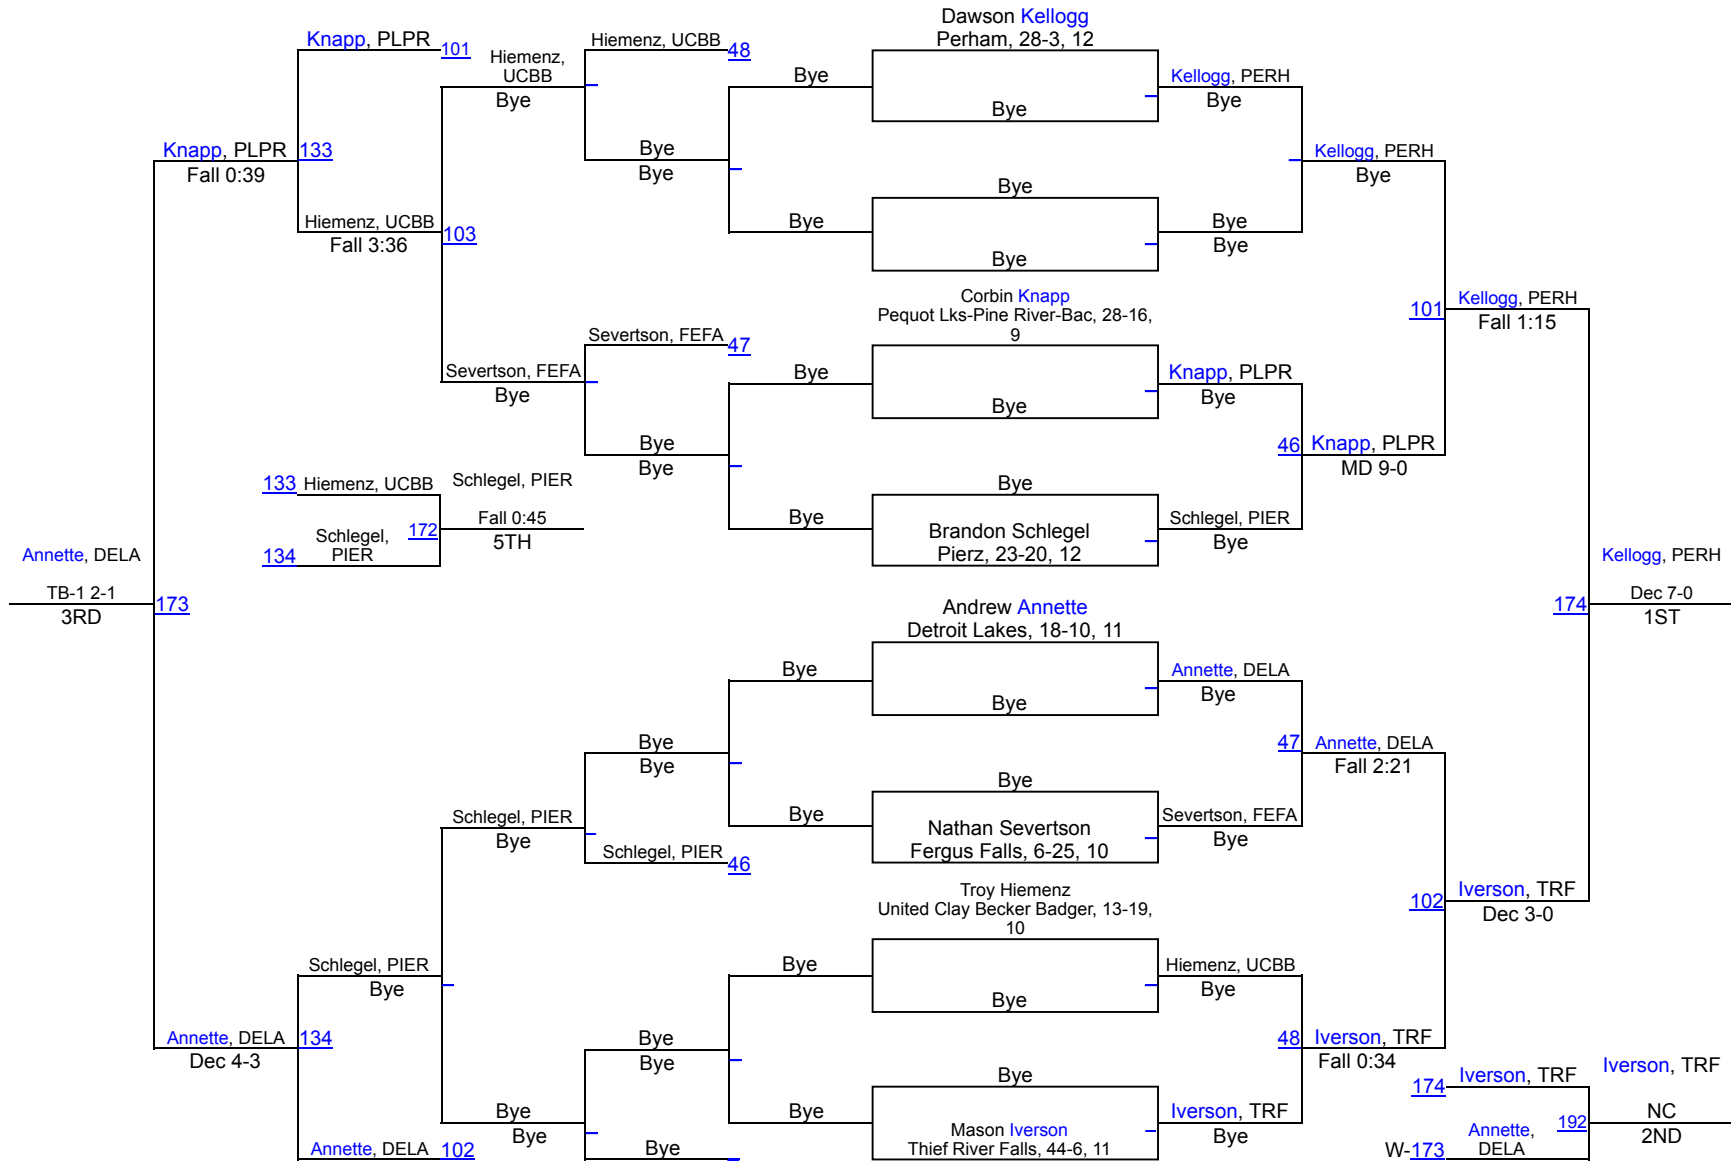 Dawson Kellogg
Perham, 28-3, 12
Knapp, PLPR
101
Hiemenz, UCBB
48
Hiemenz,
UCBB
Bye
Bye
Kellogg, PERH
Bye
Bye
Knapp, PLPR
133
Fall 0:39
Bye
Bye
Kellogg, PERH
Bye
Bye
Hiemenz, UCBB
103
Fall 3:36
Bye
Bye
Bye
Bye
Corbin Knapp
Pequot Lks-Pine River-Bac, 28-16,
9
101
Kellogg, PERH
Fall 1:15
Severtson, FEFA
47
Severtson, FEFA
Bye
Bye
Knapp, PLPR
Bye
Bye
Bye
Bye
46
Knapp, PLPR
MD 9-0
133
Hiemenz, UCBB
Schlegel, PIER
Bye
Schlegel,
PIER
172
Fall 0:45
5TH
134
Bye
Brandon Schlegel
Pierz, 23-20, 12
Schlegel, PIER
Bye
Annette, DELA
TB-1 2-1
3RD
173
Kellogg, PERH
174
Dec 7-0
1ST
Andrew Annette
Detroit Lakes, 18-10, 11
Bye
Annette, DELA
Bye
Bye
Bye
Bye
47
Annette, DELA
Fall 2:21
Bye
Schlegel, PIER
Bye
Bye
Nathan Severtson
Fergus Falls, 6-25, 10
Severtson, FEFA
Bye
Schlegel, PIER
46
Troy Hiemenz
United Clay Becker Badger, 13-19,
10
102
Iverson, TRF
Dec 3-0
Schlegel, PIER
Bye
Bye
Hiemenz, UCBB
Bye
Bye
Annette, DELA
134
Dec 4-3
Bye
Bye
48
Iverson, TRF
Fall 0:34
Bye
174
Iverson, TRF
Iverson, TRF
Bye
Bye
Bye
Mason Iverson
Thief River Falls, 44-6, 11
Iverson, TRF
Bye
Annette,
DELA
192
NC
2ND
Annette, DELA
102
Bye
W-173